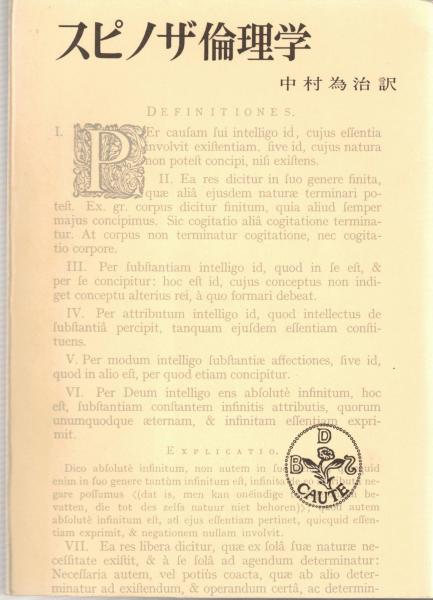 スピノザ倫理学
中村為治訳
DEFINITIONES.
I. PEr cauſam ſui intelligo id, cujus eſſentia
involvit exiſtentiam. ſive id, cujus natura
non poteſt concipi, niſi exiſtens.
II. Ea res dicitur in ſuo genere finita,
quæ aliâ ejusdem naturæ terminari po-
teſt. Ex. gr. corpus dicitur finitum, quia aliud ſemper
majus concipimus. Sic cogitatio aliâ cogitatione termina-
tur. At corpus non terminatur cogitatione, nec cogita-
tio corpore.
III. Per ſubſtantiam intelligo id, quod in ſe eſt, &
per ſe concipitur: hoc eſt id, cujus conceptus non indi-
get conceptu alterius rei, à quo formari debeat.
IV. Per attributum intelligo id, quod intellectus de
ſubſtantiâ percipit, tanquam ejuſdem eſſentiam conſti-
tuens.
V. Per modum intelligo ſubſtantiæ affectiones, ſive id,
quod in alio eſt, per quod etiam concipitur.
VI. Per Deum intelligo ens abſolutè infinitum, hoc
eſt, ſubſtantiam conſtantem infinitis attributis, quorum
unumquodque æternam, & infinitam eſſentiam expri-
mit.
EXPLICATIO.
Dico abſolutè infinitum, non autem in ſuo
enim in ſuo genere tantùm infinitum eſt, infinita
gare poſſumus ((dat is, men kan oneindige
vatten, die tot des zelfs natuur niet behoren)); autem
abſolutè infinitum eſt, ad ejus eſſentiam pertinet, quicquid eſſen-
tiam exprimit, & negationem nullam involvit.
B D S
CAUTE
VII. Ea res libera dicitur, quæ ex ſolâ ſuæ naturæ ne-
ceſſitate exiſtit, & à ſe ſolâ ad agendum determinatur:
Neceſſaria autem, vel potiùs coacta, quæ ab alio deter-
minatur ad exiſtendum, & operandum certâ, ac determin-